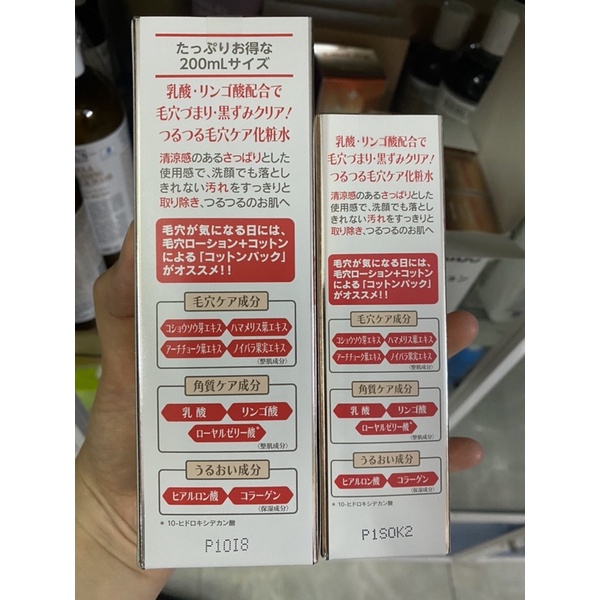 たっぷりお得な
200mLサイズ
乳酸・リンゴ酸配合で
毛穴づまり・黒ずみクリア!
つるつる毛穴ケア化粧水
清涼感のあるさっぱりとした
使用感で、洗顔でも落とし
きれない汚れをすっきりと
取り除き、つるつるのお肌へ
毛穴が気になる日には、
毛穴ローション+コットン
による「コットンパック」
がオススメ!!
毛穴ケア成分
コショウソウ芽エキス ハマメリス葉エキス
アーチチョーク葉エキス ノイバラ果実エキス
(整肌成分)
角質ケア成分
乳酸 リンゴ酸
ローヤルゼリー酸*
(整肌成分)
うるおい成分
ヒアルロン酸 コラーゲン
(保湿成分)
* 10-ヒドロキシデカン酸
P10I8
乳酸・リンゴ酸配合で
毛穴づまり・黒ずみクリア!
つるつる毛穴ケア化粧水
清涼感のあるさっぱりとした
使用感で、洗顔でも落とし
きれない汚れをすっきりと
取り除き、つるつるのお肌へ
毛穴が気になる日には、
毛穴ローション+コットン
による「コットンパック」
がオススメ!!
毛穴ケア成分
コショウソウ芽エキス ハマメリス葉エキス
アーチチョーク葉エキス ノイバラ果実エキス
(整肌成分)
角質ケア成分
乳酸 リンゴ酸
ローヤルゼリー酸*
(整肌成分)
うるおい成分
ヒアルロン酸 コラーゲン
(保湿成分)
* 10-ヒドロキシデカン酸
P1SOK2